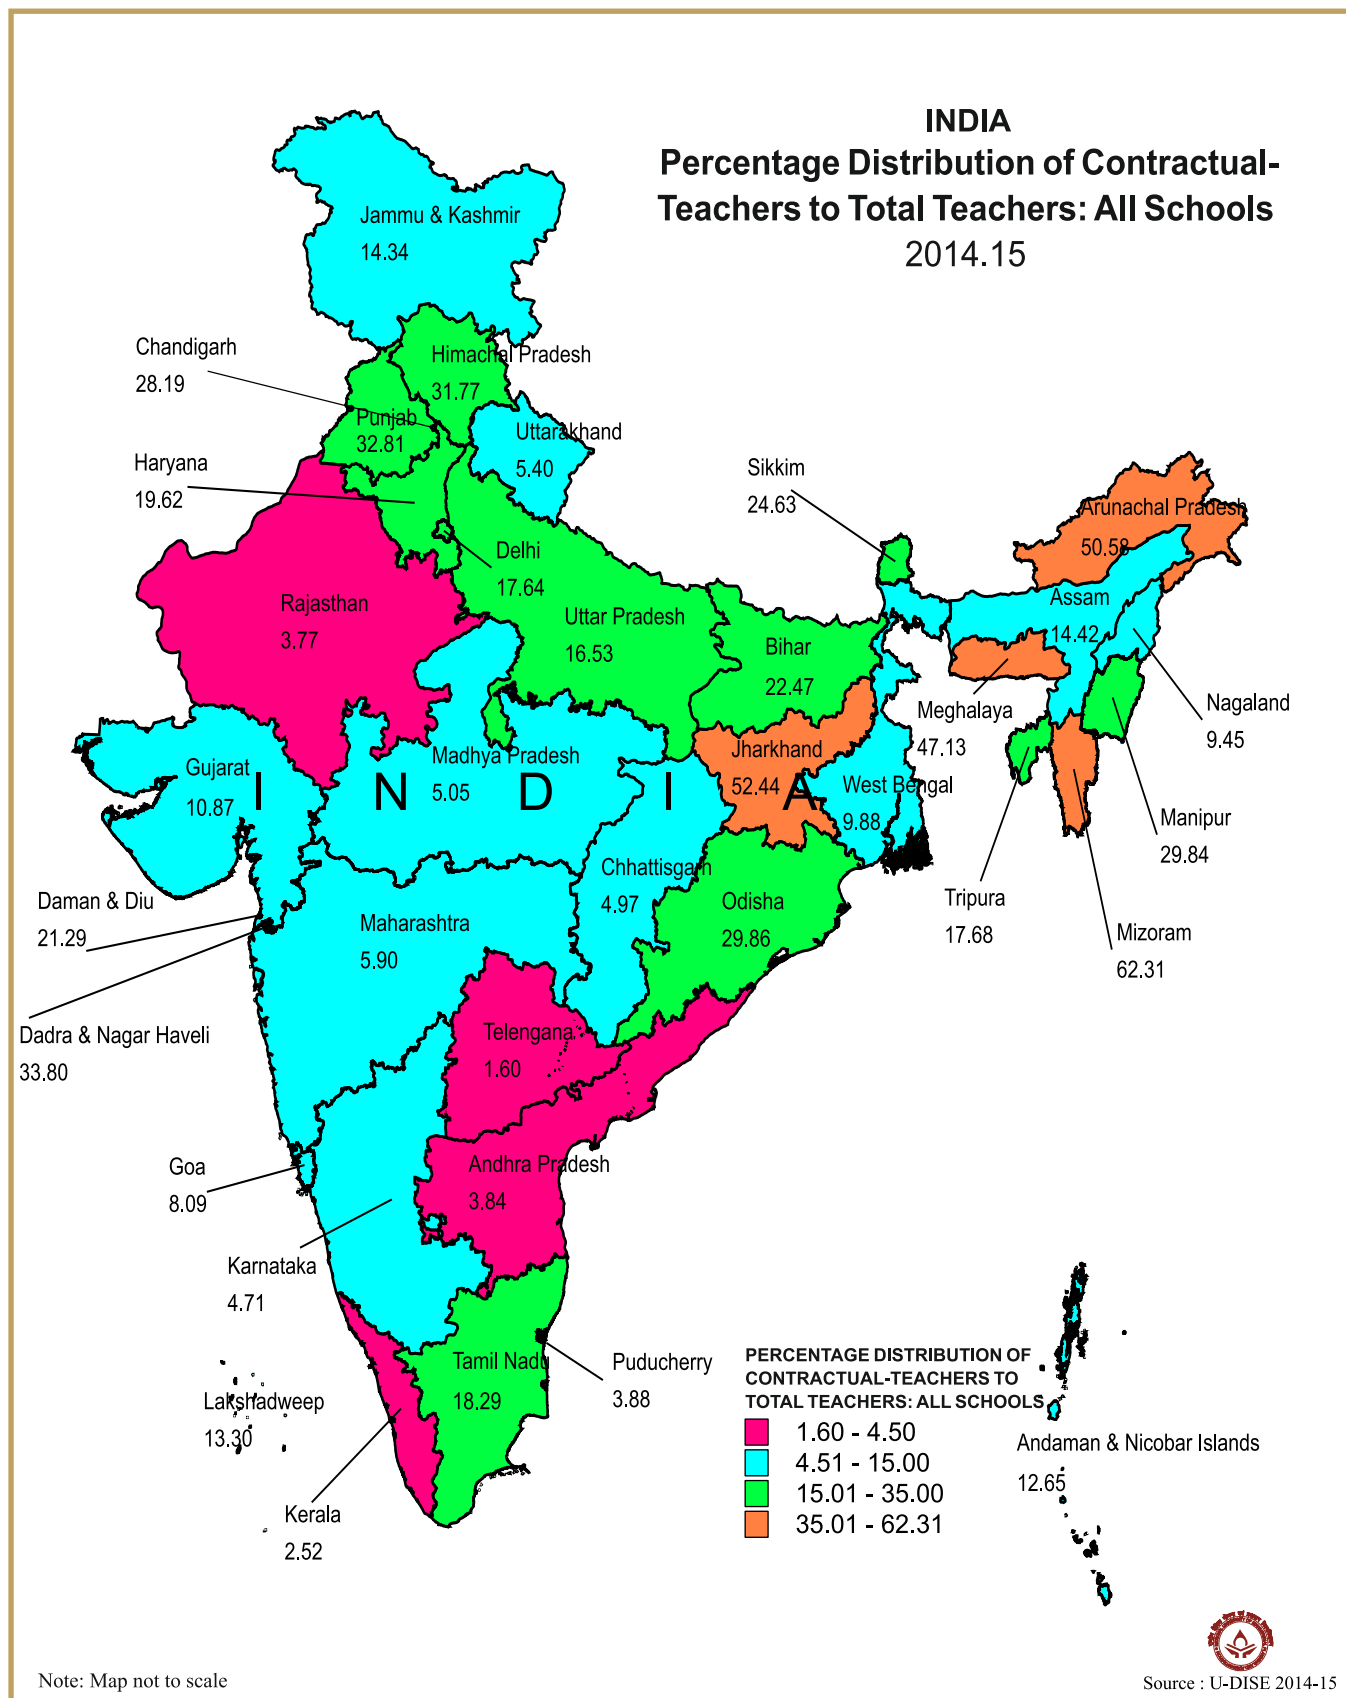 INDIA
Percentage Distribution of Contractual-
Teachers to Total Teachers: All Schools
2014.15
Jammu & Kashmir
14.34
Chandigarh
28.19
Himachal Pradesh
31.77
Punjab
32.81
Uttarakhand
5.40
Haryana
19.62
Sikkim
24.63
Arunachal Pradesh
50.58
Delhi
17.64
Rajasthan
3.77
Uttar Pradesh
16.53
Bihar
22.47
Assam
14.42
Nagaland
9.45
Meghalaya
47.13
Gujarat
10.87
Madhya Pradesh
5.05
Jharkhand
52.44
West Bengal
9.88
I N D I A
Manipur
29.84
Chhattisgarh
4.97
Odisha
29.86
Tripura
17.68
Mizoram
62.31
Daman & Diu
21.29
Maharashtra
5.90
Dadra & Nagar Haveli
33.80
Telengana
1.60
Goa
8.09
Andhra Pradesh
3.84
Karnataka
4.71
Tamil Nadu
18.29
Puducherry
3.88
Lakshadweep
13.30
Kerala
2.52
PERCENTAGE DISTRIBUTION OF
CONTRACTUAL-TEACHERS TO
TOTAL TEACHERS: ALL SCHOOLS
1.60 - 4.50
4.51 - 15.00
15.01 - 35.00
35.01 - 62.31
Andaman & Nicobar Islands
12.65
Note: Map not to scale
Source : U-DISE 2014-15